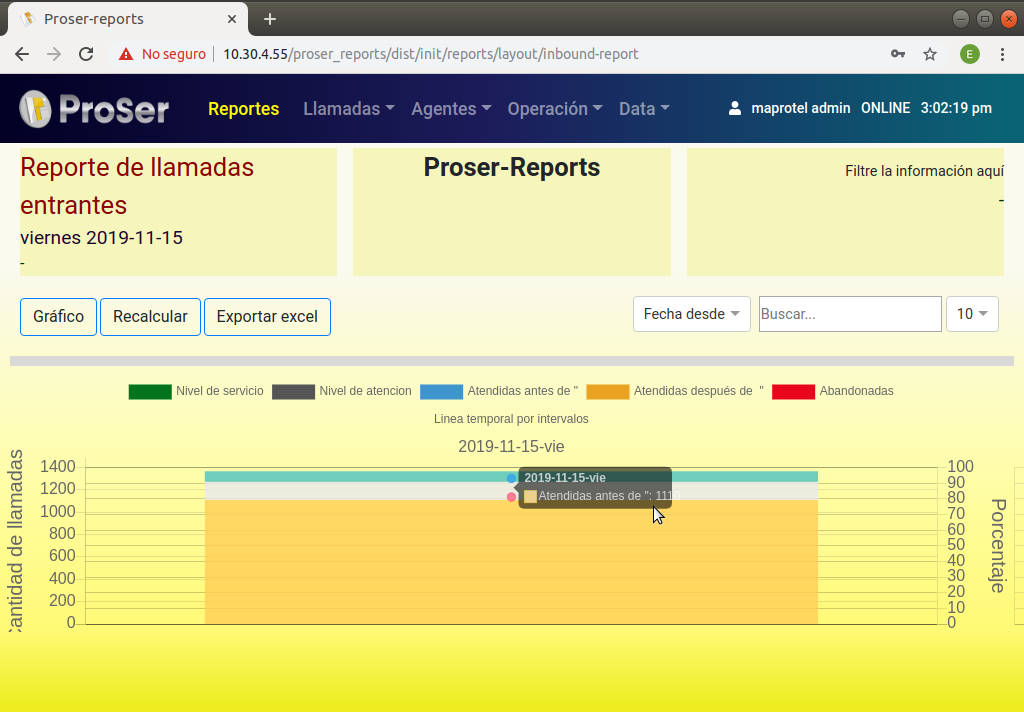 Proser-reports
No seguro
10.30.4.55/proser_reports/dist/init/reports/layout/inbound-report
E
ProSer
Reportes
Llamadas
Agentes
Operación
Data
maprotel admin ONLINE 3:02:19 pm
Reporte de llamadas
entrantes
viernes 2019-11-15
-
Proser-Reports
Filtre la información aquí
-
Gráfico
Recalcular
Exportar excel
Fecha desde
Buscar...
10
Nivel de servicio
Nivel de atencion
Atendidas antes de "
Atendidas después de "
Abandonadas
Linea temporal por intervalos
2019-11-15-vie
Cantidad de llamadas
1400
1200
1000
800
600
400
200
0
2019-11-15-vie
Atendidas antes de ": 1110
100
90
80
70
60
50
40
30
20
10
0
Porcentaje